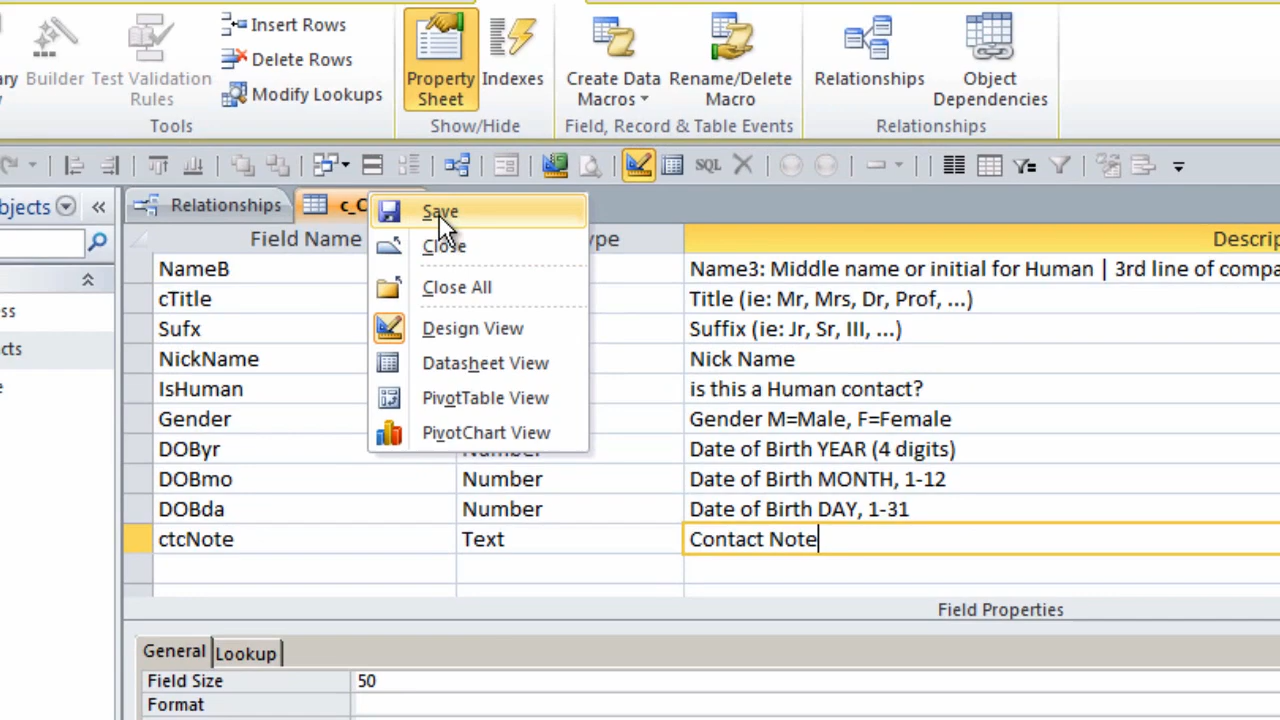 Insert Rows
Delete Rows
Modify Lookups
Builder
Test Validation Rules
Tools
Property Sheet
Indexes
Show/Hide
Create Data Macros
Rename/Delete Macro
Field, Record & Table Events
Relationships
Object Dependencies
Relationships
SQL
Relationships
c_C
Save
Close
Close All
Design View
Datasheet View
PivotTable View
PivotChart View
Field Name
NameB Name3: Middle name or initial for Human | 3rd line of compa
cTitle Title (ie: Mr, Mrs, Dr, Prof, ...)
Sufx Suffix (ie: Jr, Sr, III, ...)
NickName Nick Name
IsHuman is this a Human contact?
Gender Gender M=Male, F=Female
DOByr Number Date of Birth YEAR (4 digits)
DOBmo Number Date of Birth MONTH, 1-12
DOBda Number Date of Birth DAY, 1-31
ctcNote Text Contact Note
Field Properties
General Lookup
Field Size 50
Format